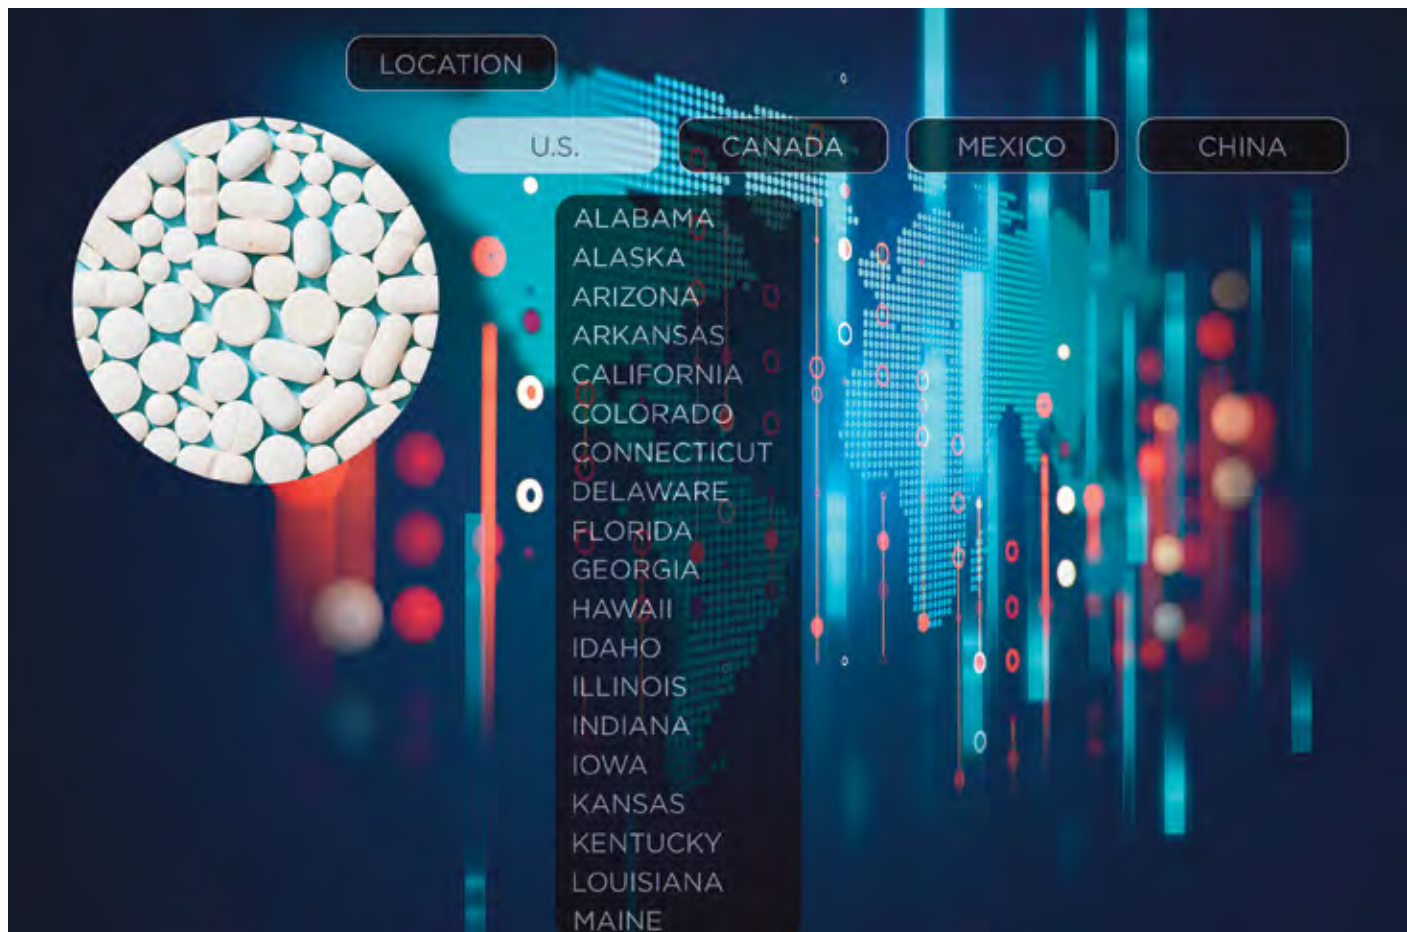 LOCATION
U.S. CANADA MEXICO CHINA
ALABAMA
ALASKA
ARIZONA
ARKANSAS
CALIFORNIA
COLORADO
CONNECTICUT
DELAWARE
FLORIDA
GEORGIA
HAWAII
IDAHO
ILLINOIS
INDIANA
IOWA
KANSAS
KENTUCKY
LOUISIANA
MAINE